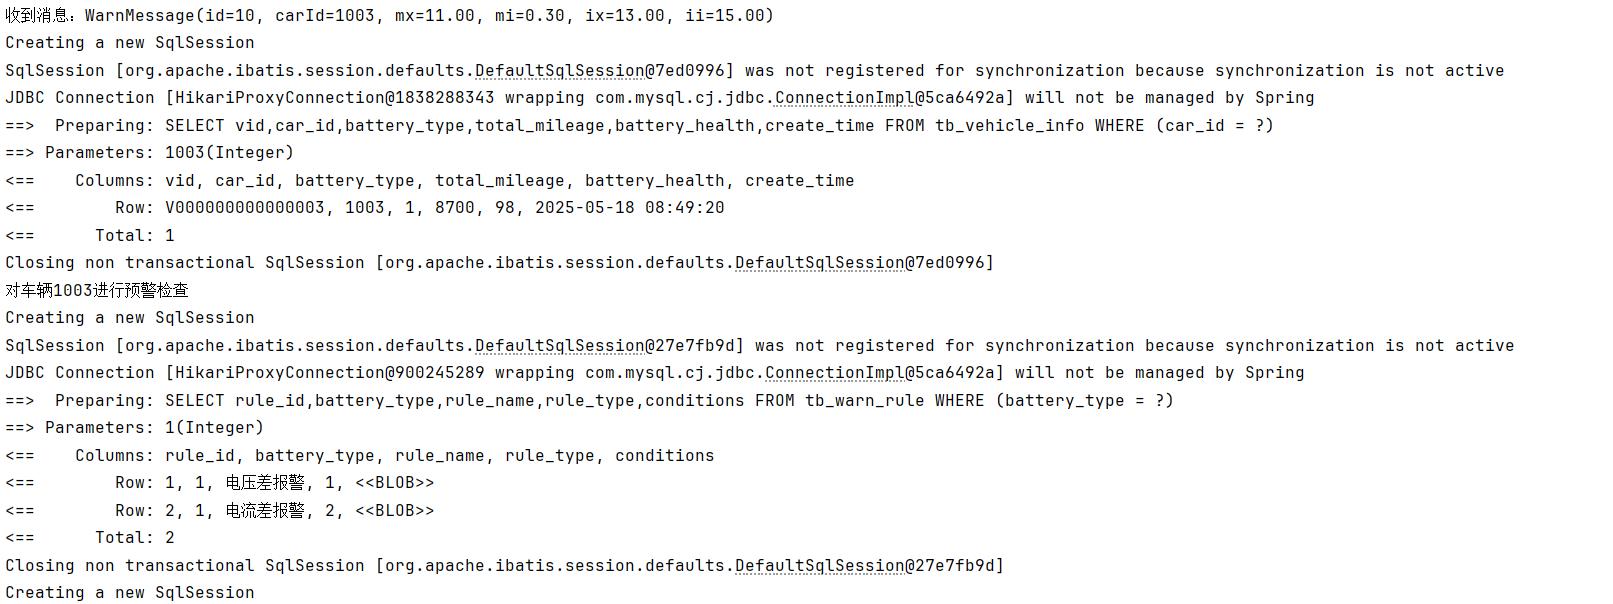 收到消息: WarnMessage(id=10, carId=1003, mx=11.00, mi=0.30, ix=13.00, ii=15.00)
Creating a new SqlSession
SqlSession [org.apache.ibatis.session.defaults.DefaultSqlSession@7ed0996] was not registered for synchronization because synchronization is not active
JDBC Connection [HikariProxyConnection@1838288343 wrapping com.mysql.cj.jdbc.ConnectionImpl@5ca6492a] will not be managed by Spring
==>  Preparing: SELECT vid,car_id,battery_type,total_mileage,battery_health,create_time FROM tb_vehicle_info WHERE (car_id = ?)
==> Parameters: 1003(Integer)
<==    Columns: vid, car_id, battery_type, total_mileage, battery_health, create_time
<==        Row: V000000000000003, 1003, 1, 8700, 98, 2025-05-18 08:49:20
<==      Total: 1
Closing non transactional SqlSession [org.apache.ibatis.session.defaults.DefaultSqlSession@7ed0996]
对车辆1003进行预警检查
Creating a new SqlSession
SqlSession [org.apache.ibatis.session.defaults.DefaultSqlSession@27e7fb9d] was not registered for synchronization because synchronization is not active
JDBC Connection [HikariProxyConnection@900245289 wrapping com.mysql.cj.jdbc.ConnectionImpl@5ca6492a] will not be managed by Spring
==>  Preparing: SELECT rule_id,battery_type,rule_name,rule_type,conditions FROM tb_warn_rule WHERE (battery_type = ?)
==> Parameters: 1(Integer)
<==    Columns: rule_id, battery_type, rule_name, rule_type, conditions
<==        Row: 1, 1, 电压差报警, 1, <<BLOB>>
<==        Row: 2, 1, 电流差报警, 2, <<BLOB>>
<==      Total: 2
Closing non transactional SqlSession [org.apache.ibatis.session.defaults.DefaultSqlSession@27e7fb9d]
Creating a new SqlSession